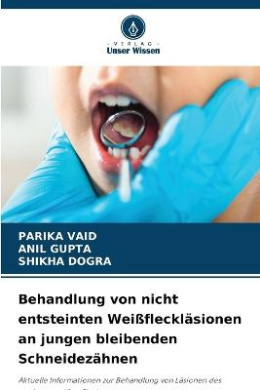 VERLAG
Unser Wissen
PARIKA VAID
ANIL GUPTA
SHIKHA DOGRA
Behandlung von nicht
entsteinten Weißfleckläsionen
an jungen bleibenden
Schneidezähnen
Aktuelle Informationen zur Behandlung von Läsionen des